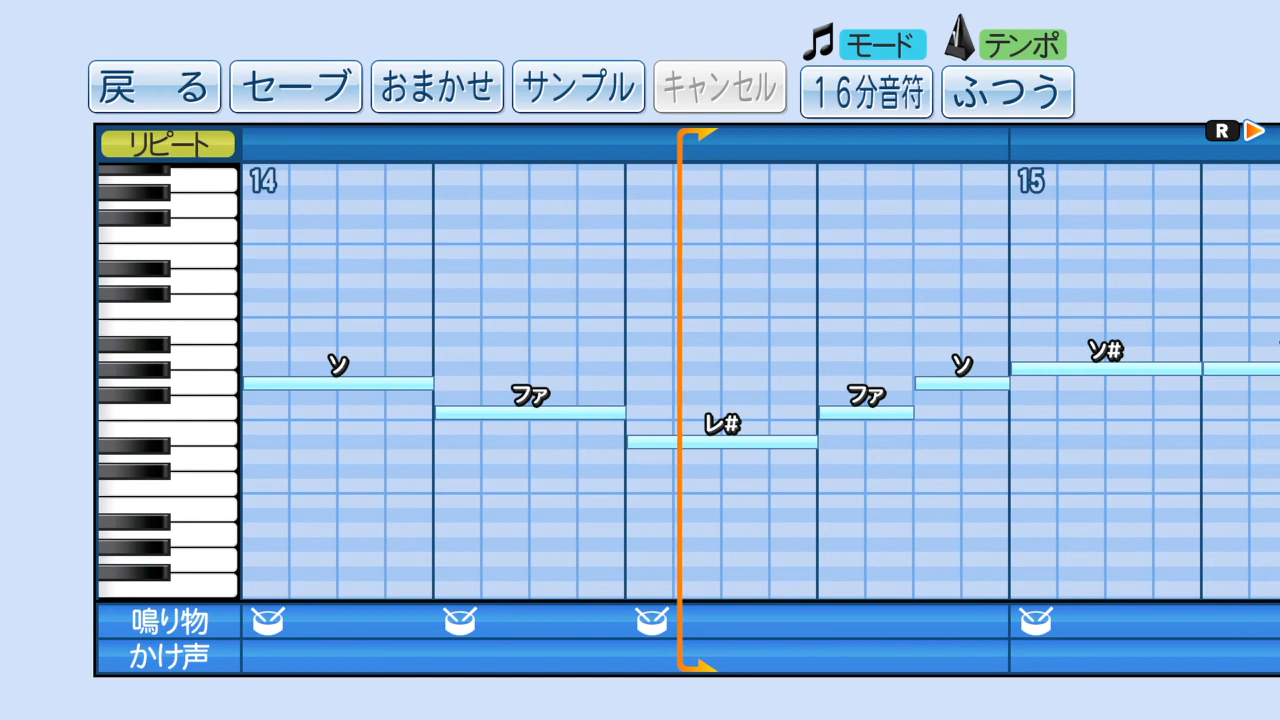 モード テンポ
戻る セーブ おまかせ サンプル キャンセル 16分音符 ふつう
リピート R
14 15
ソ# 
ソ ソ
ファ ファ
レ#
鳴り物
かけ声